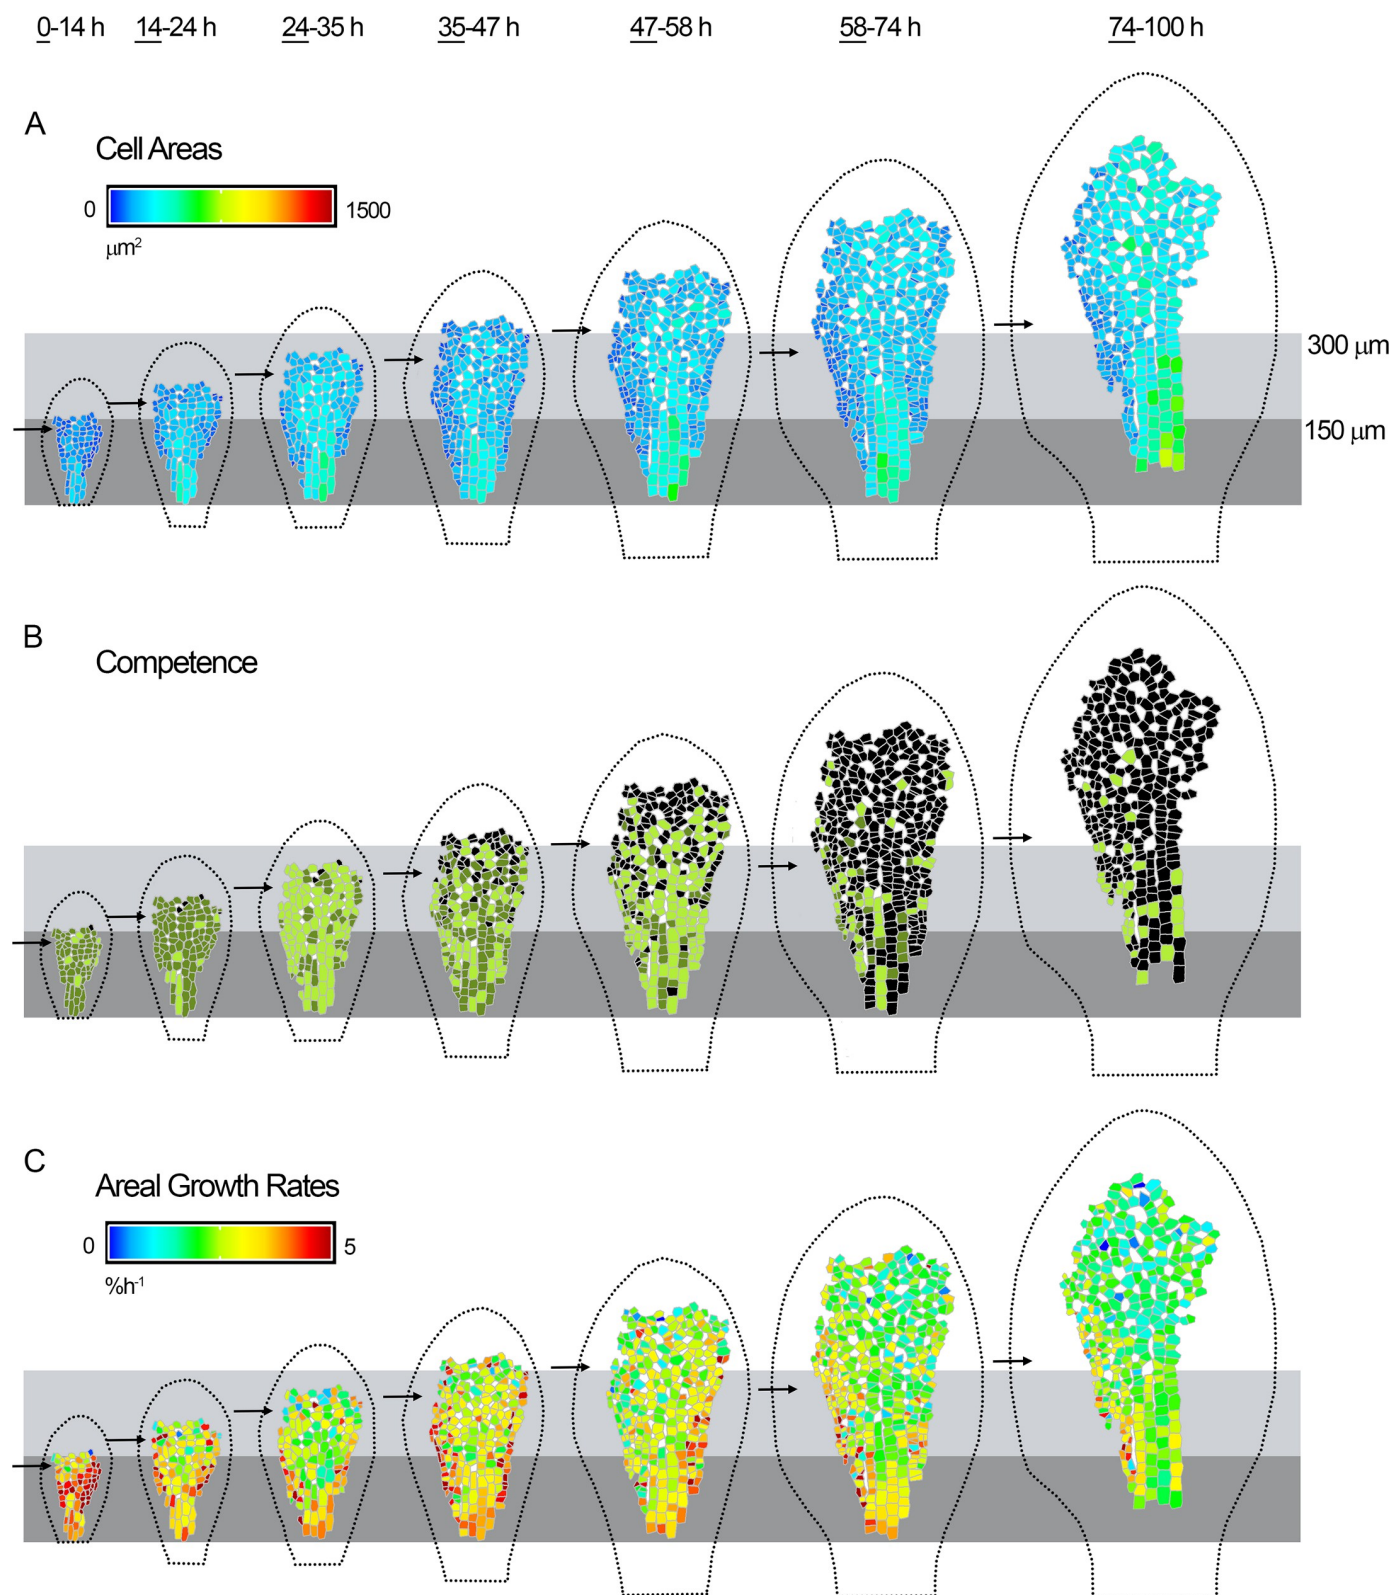 0-14 h 14-24 h 24-35 h 35-47 h 47-58 h 58-74 h 74-100 h
A
Cell Areas
0 1500
μm²
300 μm
150 μm
B
Competence
C
Areal Growth Rates
0 5
%h⁻¹